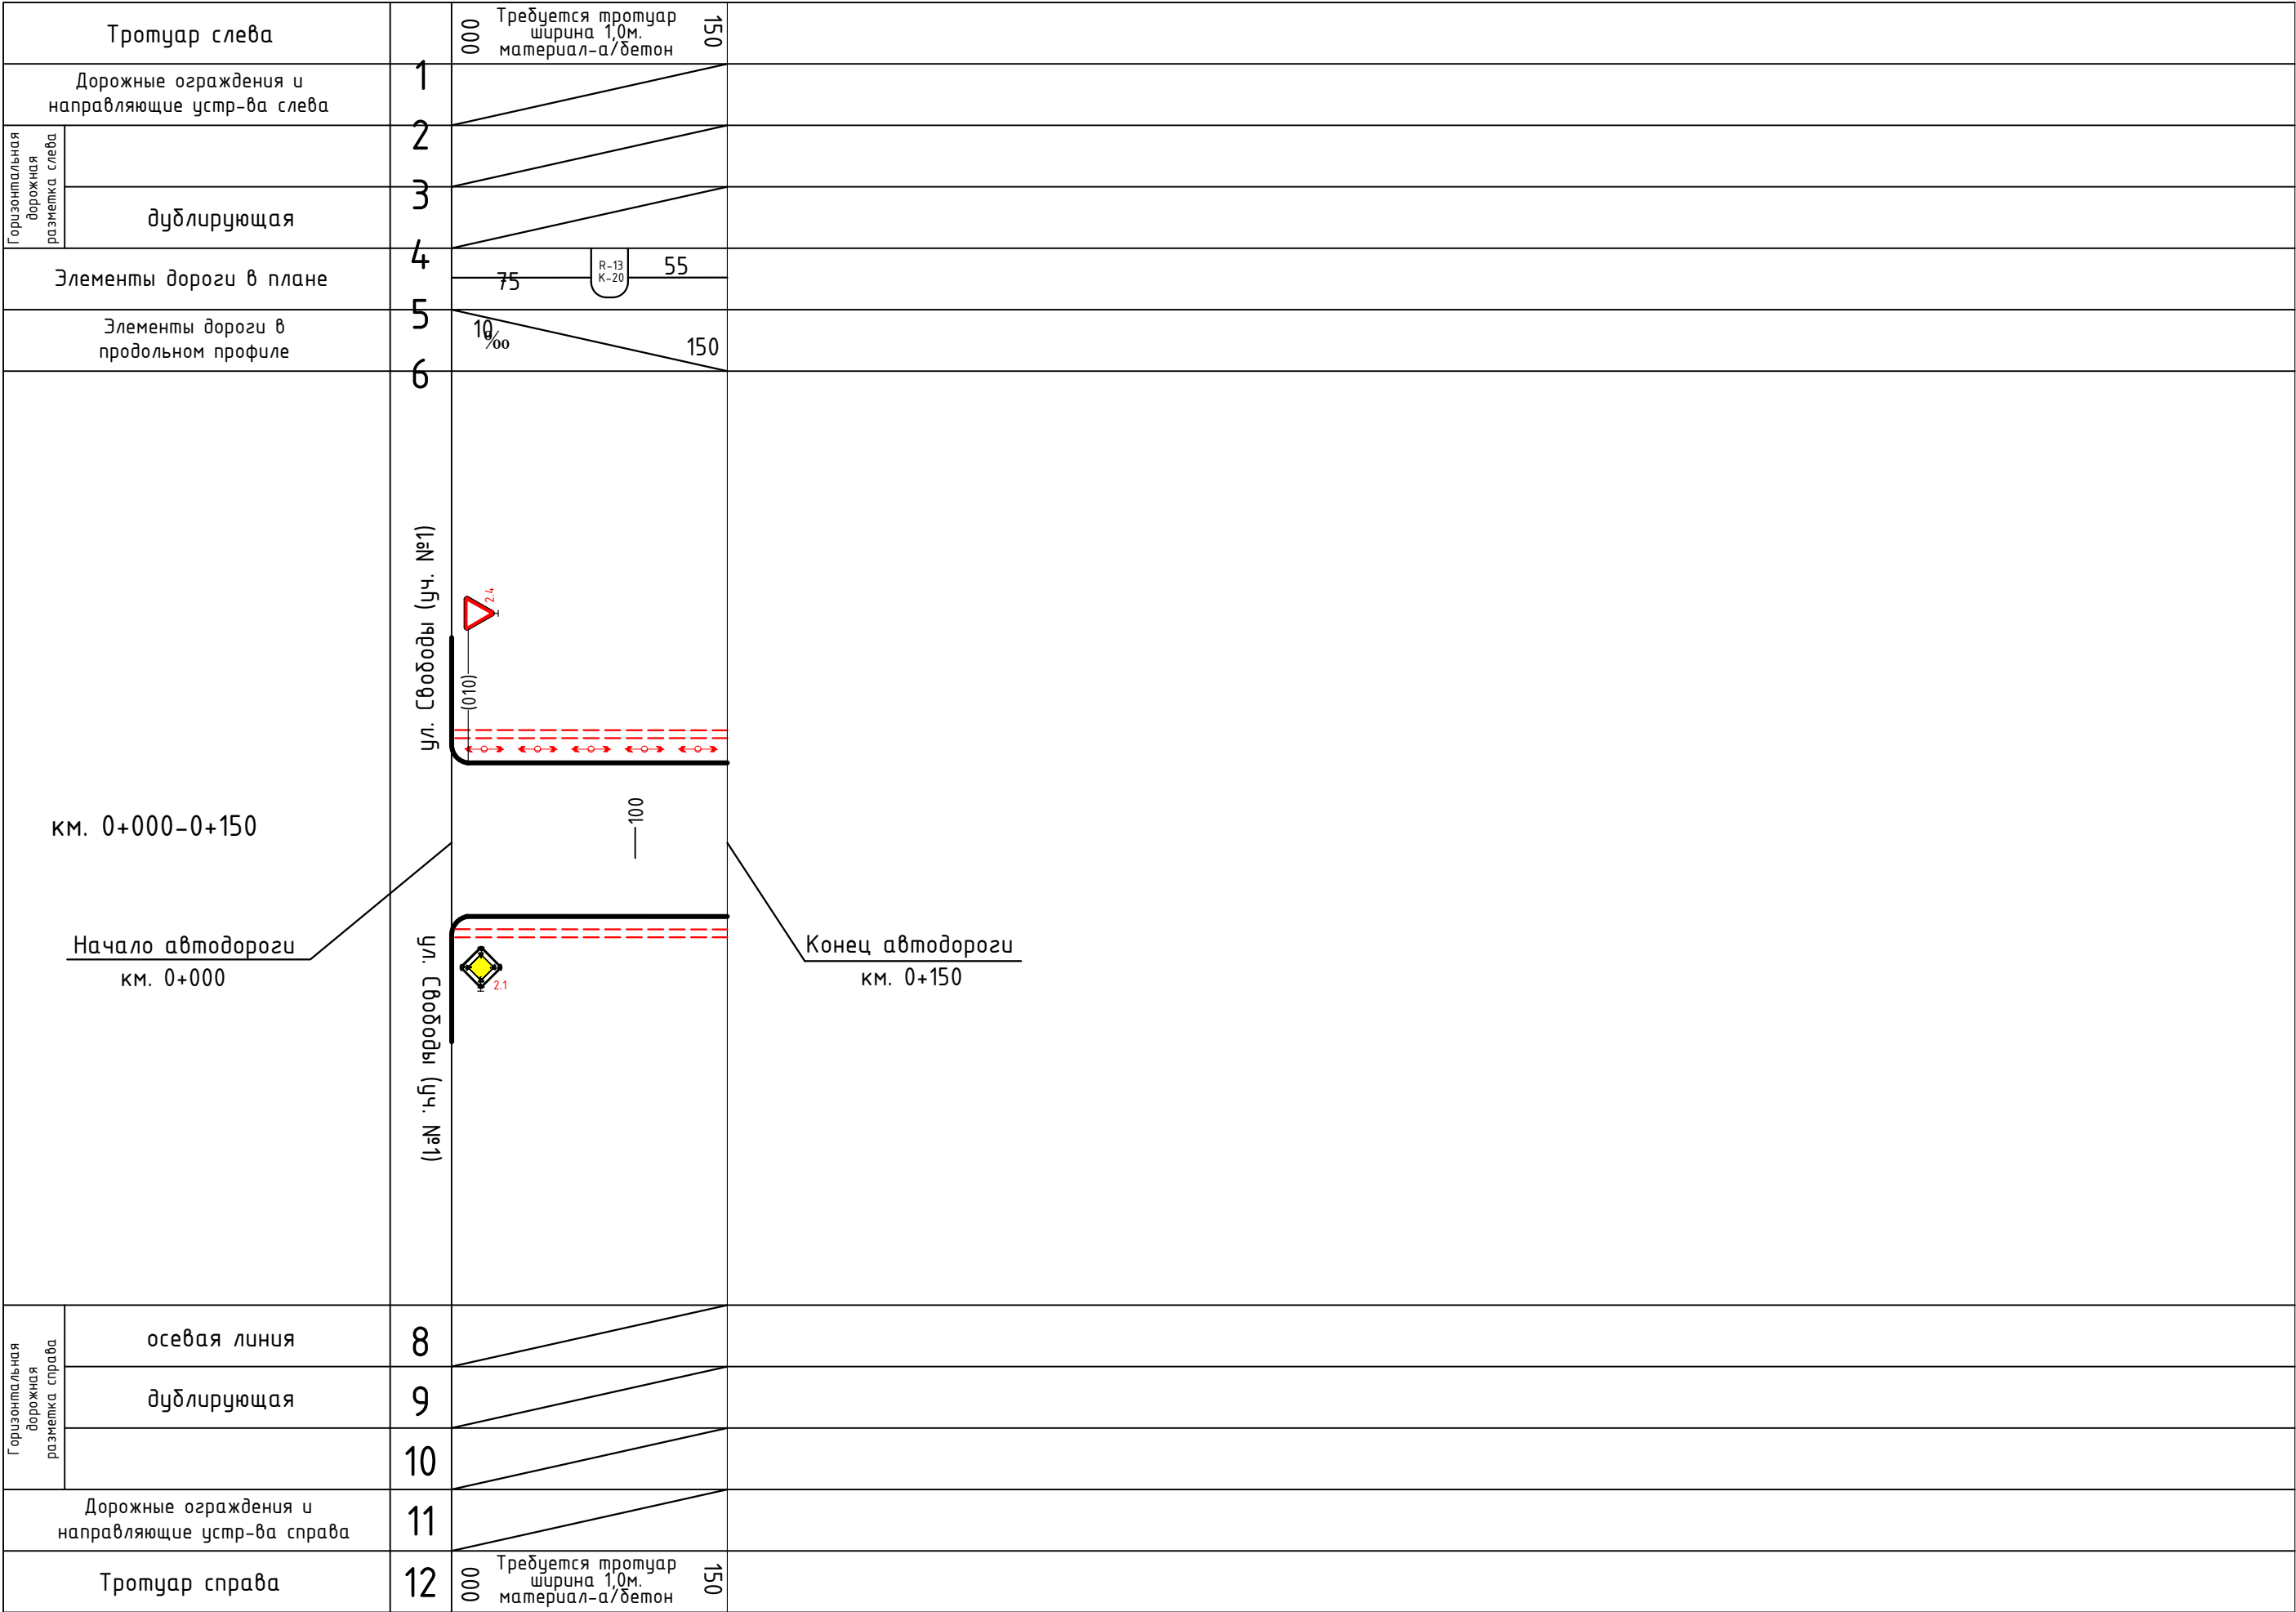 Тротуар слева
000
Требуется тротуар
ширина 1,0м.
материал-а/бетон
150
1
Дорожные ограждения и
направляющие устр-ва слева
2
Горизонтальная
дорожная
разметка слева
3
дублирующая
4
Элементы дороги в плане
75
R-13
K-20
55
5
Элементы дороги в
продольном профиле
10
‰
150
6
ул. Свободы (уч. №1)
2.4
(010)
100
км. 0+000-0+150
Начало автодороги
км. 0+000
Конец автодороги
км. 0+150
2.1
ул. Свободы (уч. №1)
Горизонтальная
дорожная
разметка справа
осевая линия
8
дублирующая
9
10
Дорожные ограждения и
направляющие устр-ва справа
11
Тротуар справа
12
000
Требуется тротуар
ширина 1,0м.
материал-а/бетон
150